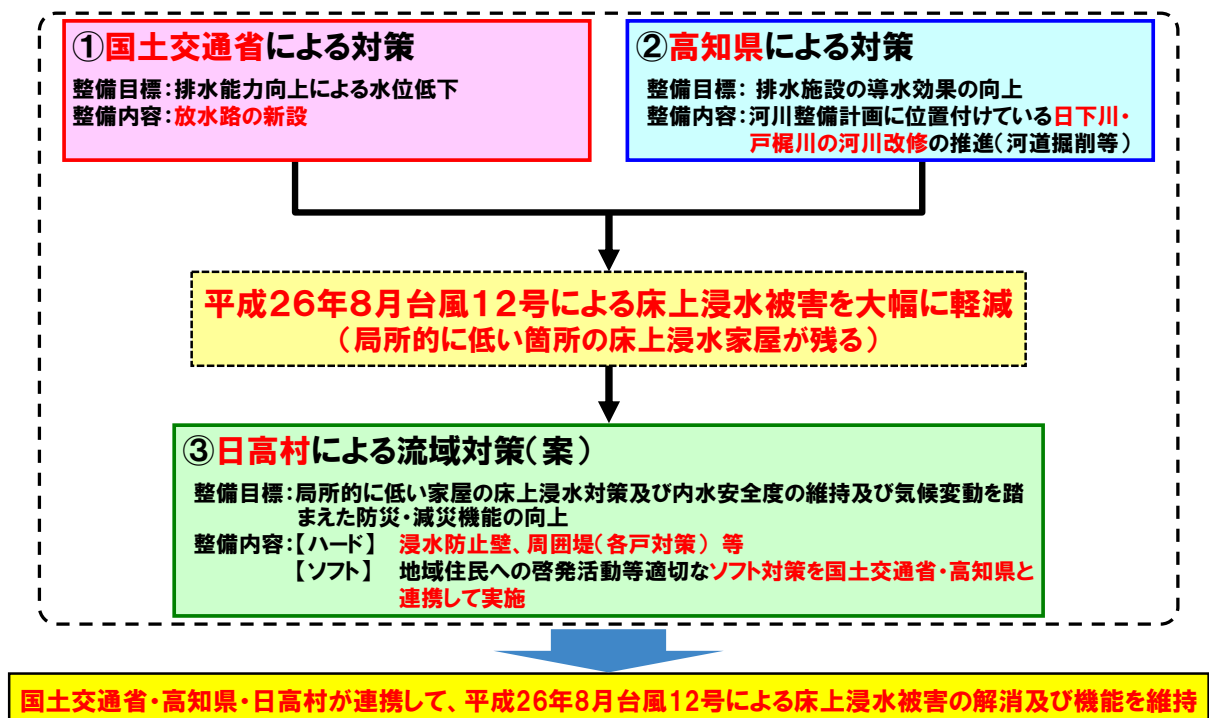 ①国土交通省による対策
整備目標：排水能力向上による水位低下
整備内容：放水路の新設
②高知県による対策
整備目標： 排水施設の導水効果の向上
整備内容：河川整備計画に位置付けている日下川・
戸梶川の河川改修の推進（河道掘削等）
平成２６年８月台風１２号による床上浸水被害を大幅に軽減
（局所的に低い箇所の床上浸水家屋が残る）
③日高村による流域対策（案）
整備目標：局所的に低い家屋の床上浸水対策及び内水安全度の維持及び気候変動を踏
まえた防災・減災機能の向上
整備内容：【ハード】 浸水防止壁、周囲堤（各戸対策） 等
【ソフト】 地域住民への啓発活動等適切なソフト対策を国土交通省・高知県と
連携して実施
国土交通省・高知県・日高村が連携して、平成26年8月台風12号による床上浸水被害の解消及び機能を維持